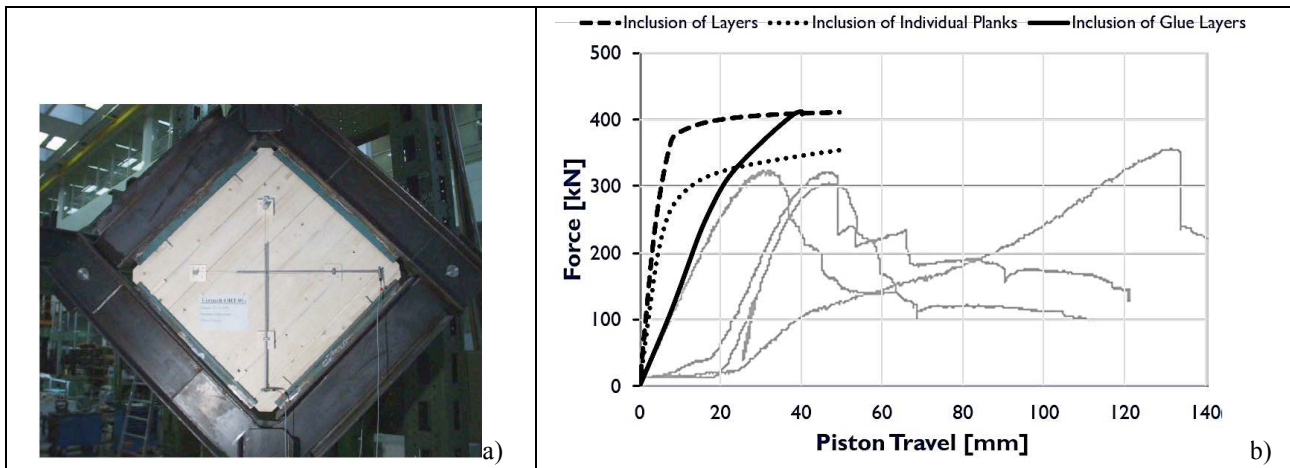 Inclusion of Layers
Inclusion of Individual Planks
Inclusion of Glue Layers
500
400
300
200
100
0
Force [kN]
0 20 40 60 80 100 120 140
Piston Travel [mm]
a)
b)